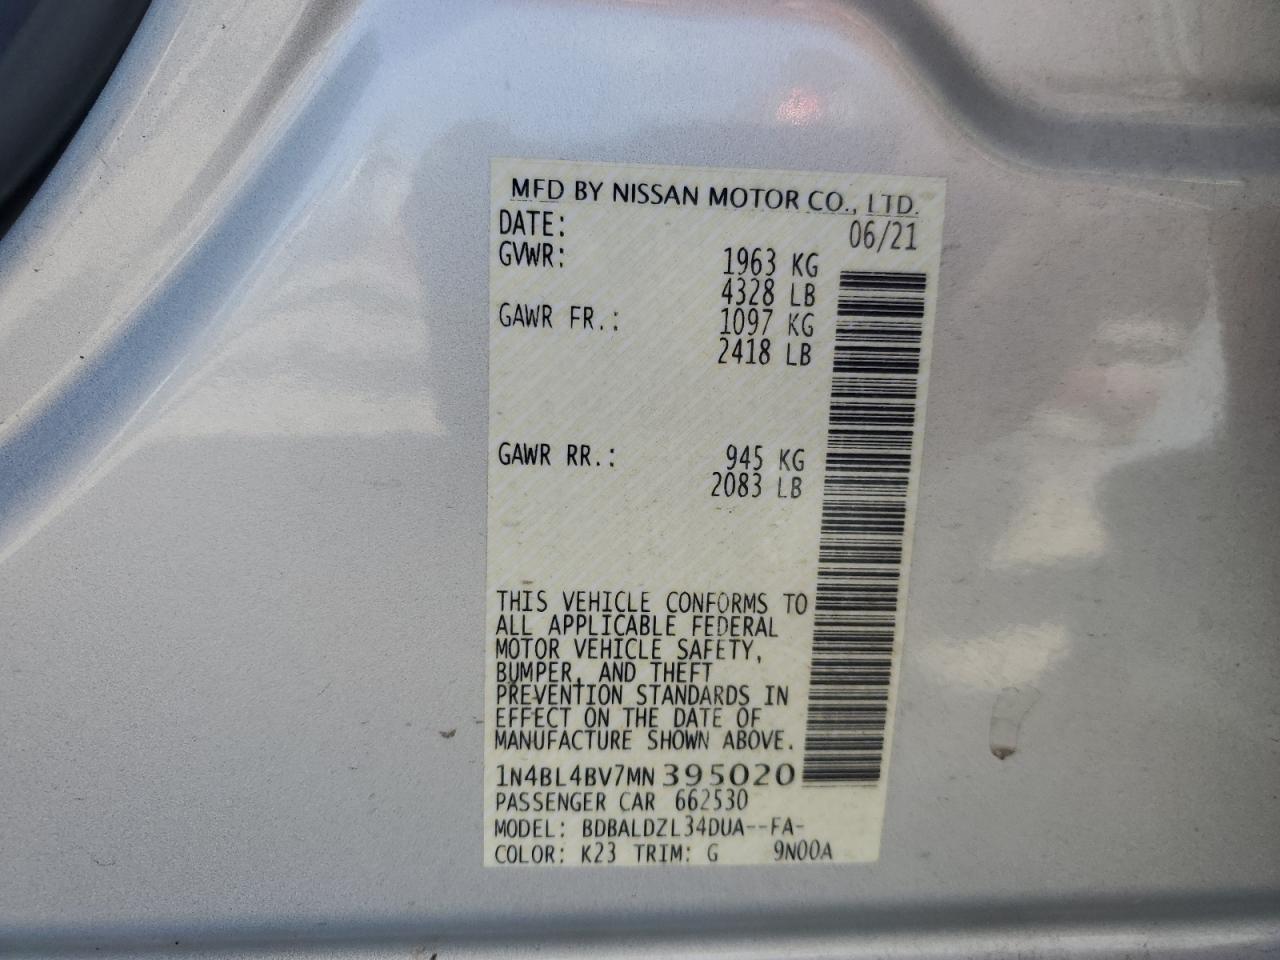 MFD BY NISSAN MOTOR CO., LTD.
DATE: 06/21
GVWR: 1963 KG
4328 LB
GAWR FR.: 1097 KG
2418 LB
GAWR RR.: 945 KG
2083 LB
THIS VEHICLE CONFORMS TO
ALL APPLICABLE FEDERAL
MOTOR VEHICLE SAFETY,
BUMPER, AND THEFT
PREVENTION STANDARDS IN
EFFECT ON THE DATE OF
MANUFACTURE SHOWN ABOVE.
1N4BL4BV7MN395020
PASSENGER CAR 662530
MODEL: BDBALDZL34DUA--FA-
COLOR: K23 TRIM: G 9N00A